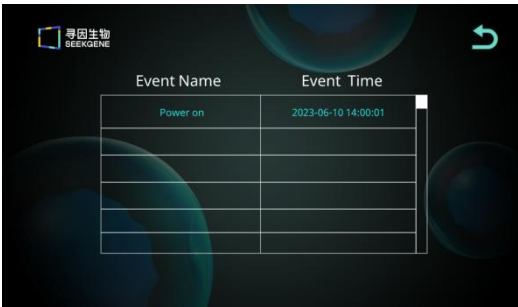 寻因生物
SEEKGENE
Event Name Event Time
Power on 2023-06-10 14:00:01